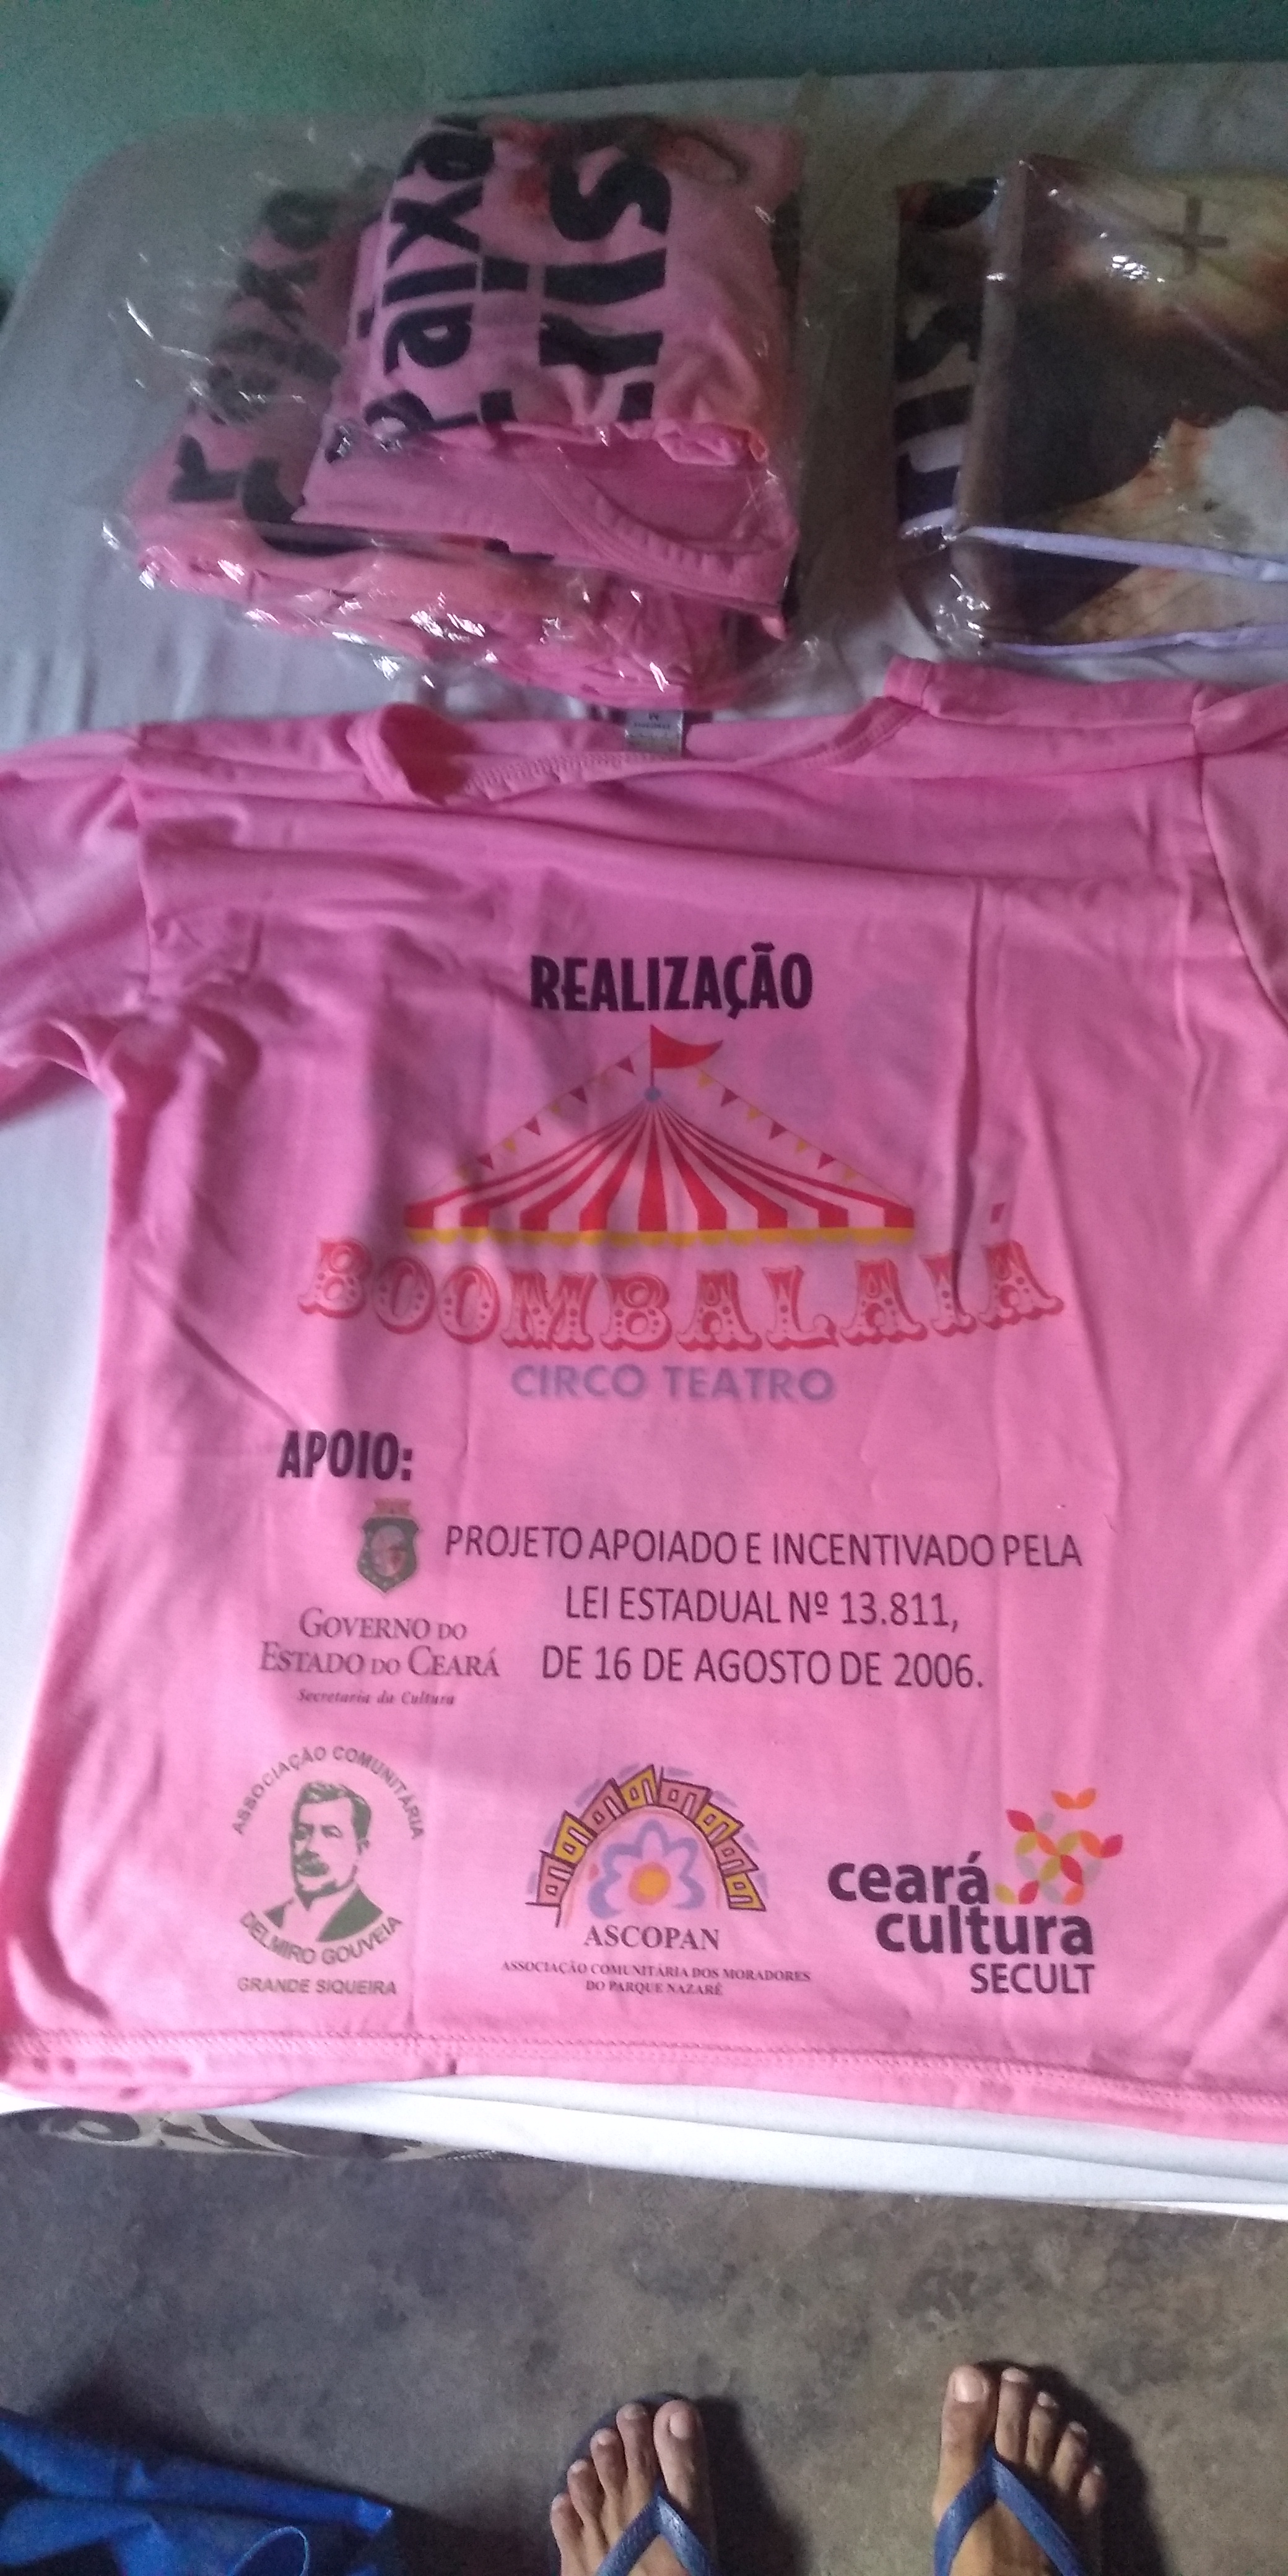 Paixã
REALIZAÇÃO
BOOMBALAIÁ
CIRCO TEATRO
APOIO:
PROJETO APOIADO E INCENTIVADO PELA
LEI ESTADUAL Nº 13.811,
DE 16 DE AGOSTO DE 2006.
GOVERNO DO
ESTADO DO CEARÁ
Secretaria da Cultura
ASSOCIAÇÃO COMUNITÁRIA
DELMIRO GOUVEIA
GRANDE SIQUEIRA
ASCOPAN
ASSOCIAÇÃO COMUNITÁRIA DOS MORADORES
DO PARQUE NAZARÉ
ceará
cultura
SECULT